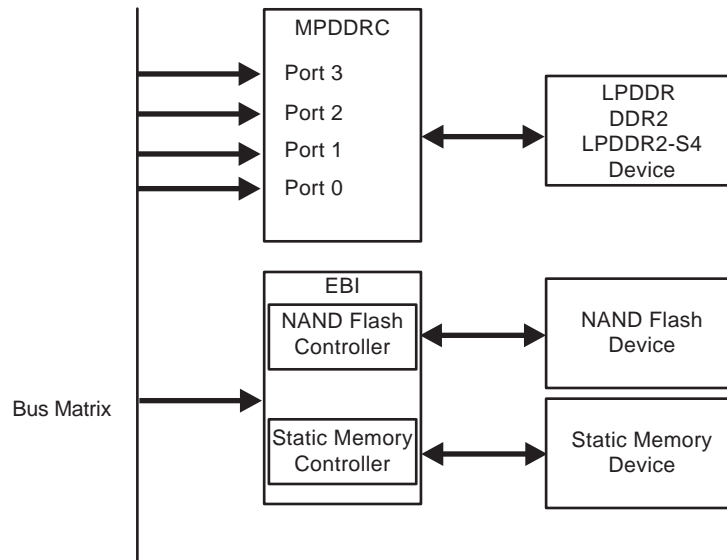 MPDDRC
Port 3
Port 2
Port 1
Port 0
LPDDR
DDR2
LPDDR2-S4
Device
EBI
NAND Flash
Controller
NAND Flash
Device
Bus Matrix
Static Memory
Controller
Static Memory
Device